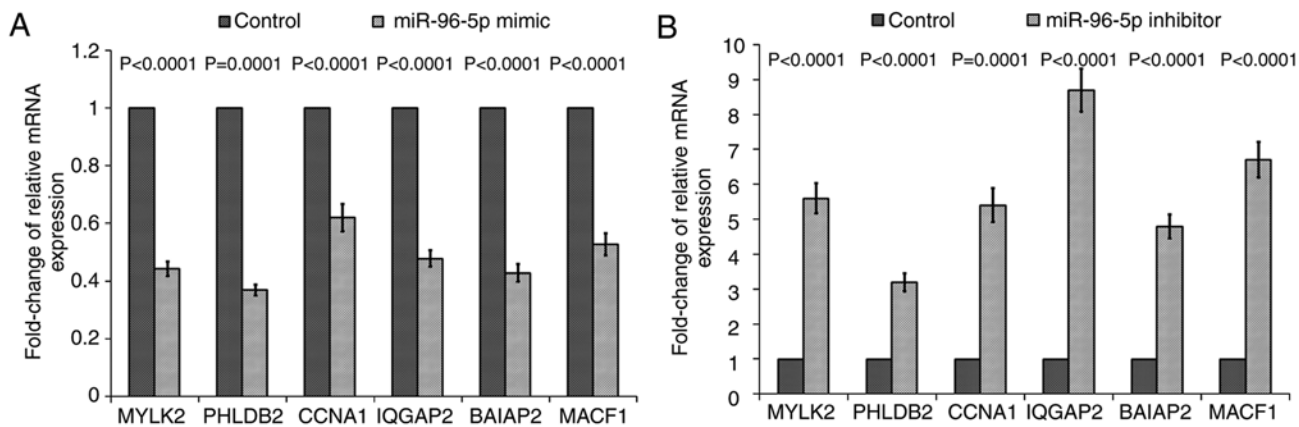 A
Control
miR-96-5p mimic
Fold-change of relative mRNA
expression
1.2
1
0.8
0.6
0.4
0.2
0
P<0.0001 P=0.0001 P<0.0001 P<0.0001 P<0.0001 P<0.0001
MYLK2 PHLDB2 CCNA1 IQGAP2 BAIAP2 MACF1
B
Control
miR-96-5p inhibitor
Fold-change of relative mRNA
expression
10
9
8
7
6
5
4
3
2
1
0
P<0.0001 P<0.0001 P=0.0001 P<0.0001 P<0.0001 P<0.0001
MYLK2 PHLDB2 CCNA1 IQGAP2 BAIAP2 MACF1